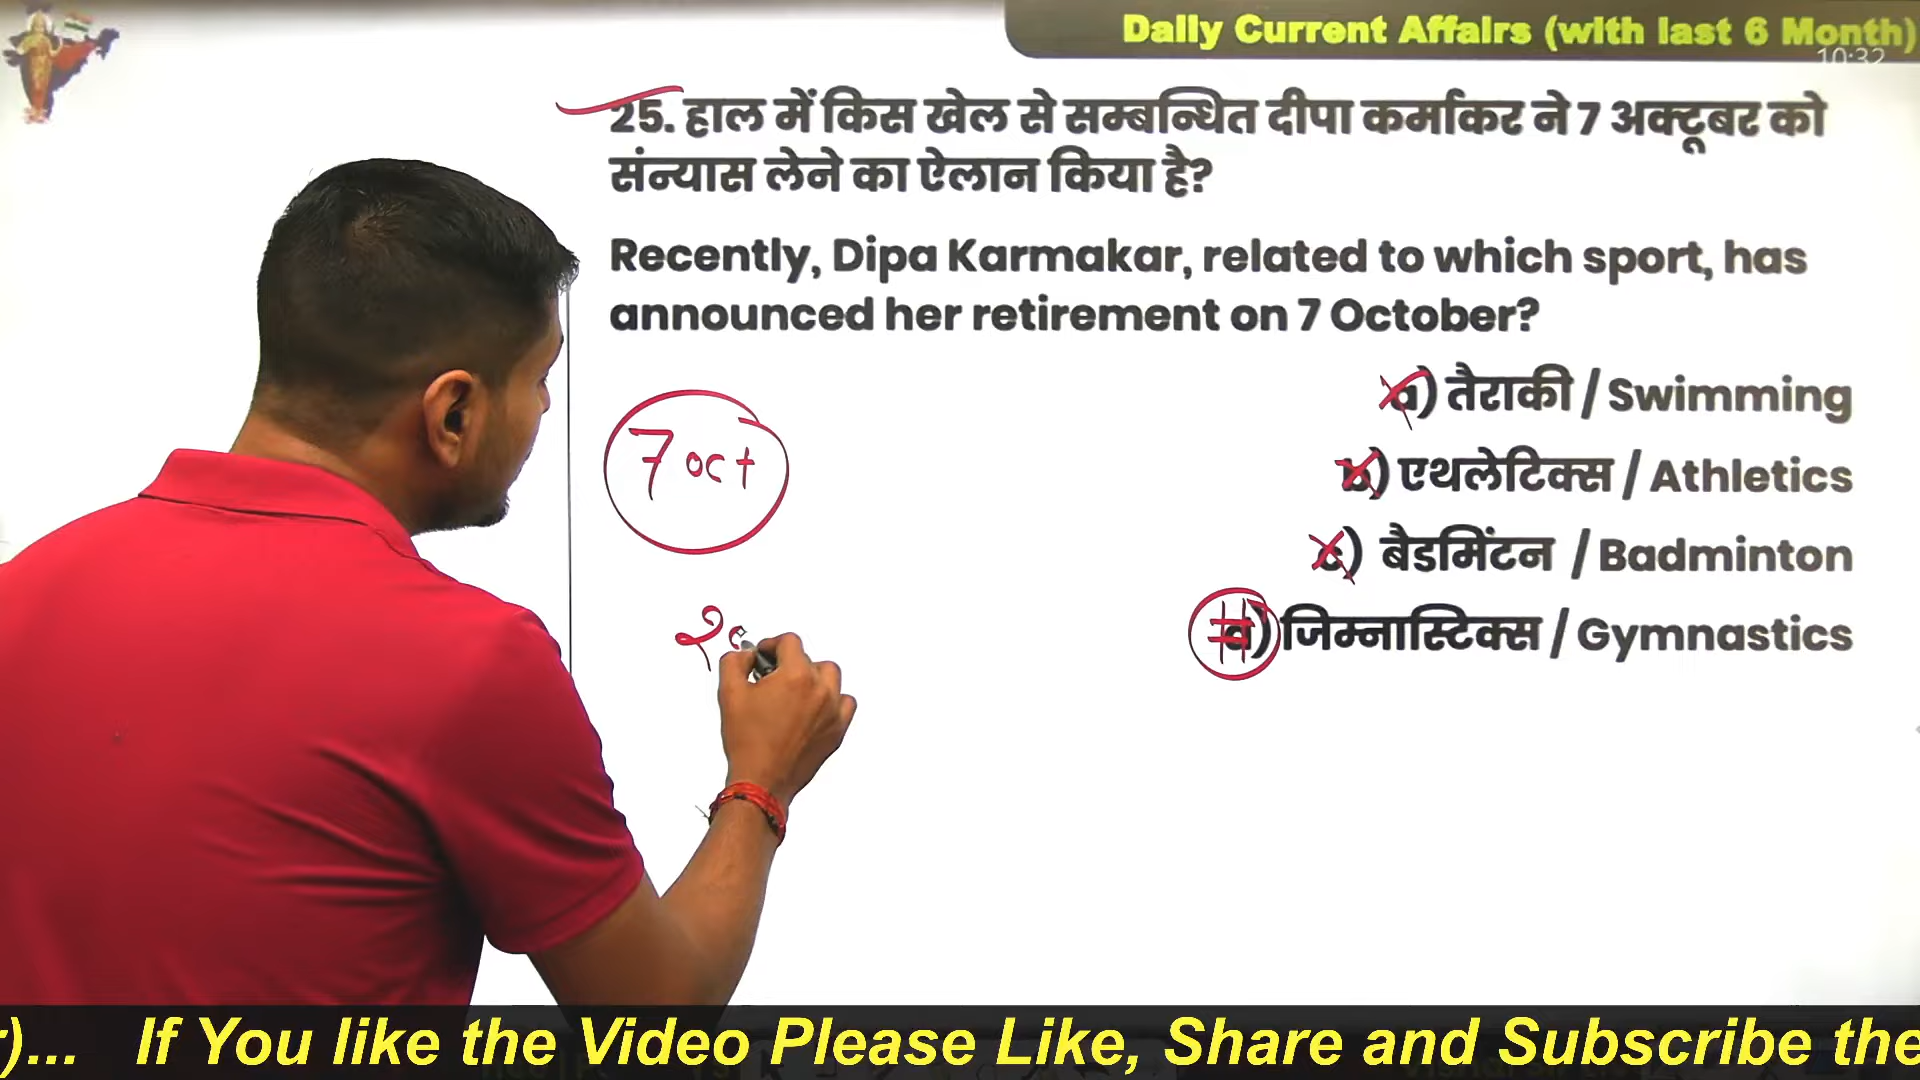 Daily Current Affairs (with last 6 Month)
10:32
25. हाल में किस खेल से सम्बन्धित दीपा कर्माकर ने 7 अक्टूबर को
संन्यास लेने का ऐलान किया है?
Recently, Dipa Karmakar, related to which sport, has
announced her retirement on 7 October?
a) तैराकी / Swimming
b) एथलेटिक्स / Athletics
c) बैडमिंटन / Badminton
d) जिम्नास्टिक्स / Gymnastics
7 oct
If You like the Video Please Like, Share and Subscribe the